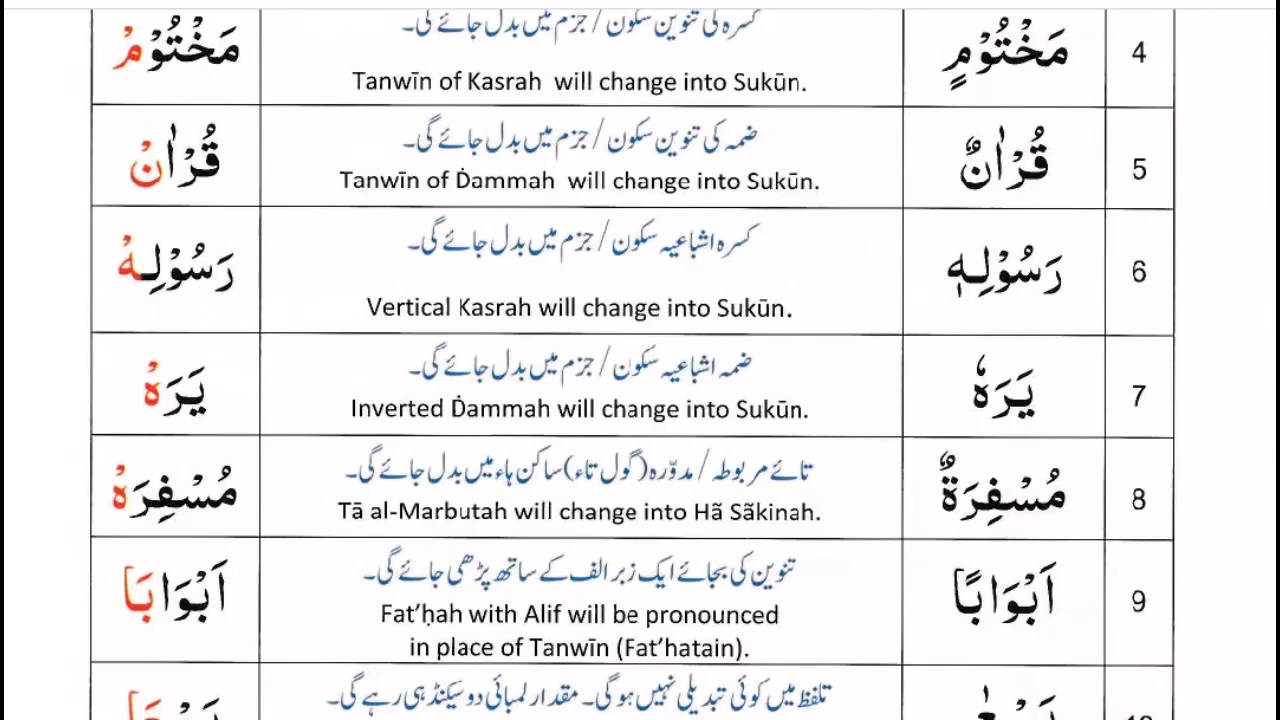 4
مَخْتُوْمٍ
کسرہ کی تنوین سکون / جزم میں بدل جائے گی۔
Tanwīn of Kasrah will change into Sukūn.
مَخْتُوْمْ
5
قُرْاٰنٌ
ضمہ کی تنوین سکون / جزم میں بدل جائے گی۔
Tanwīn of Ḋammah will change into Sukūn.
قُرْاٰنْ
6
رَسُوْلِهٖ
کسرہ اشباعیہ سکون / جزم میں بدل جائے گی۔
Vertical Kasrah will change into Sukūn.
رَسُوْلِهْ
7
يَرَهٗ
ضمہ اشباعیہ سکون / جزم میں بدل جائے گی۔
Inverted Ḋammah will change into Sukūn.
يَرَهْ
8
مُسْفِرَةٌ
تائے مربوطہ / مدوّرہ (گول تاء) ساکن ہاء میں بدل جائے گی۔
Tā al-Marbutah will change into Hã Sãkinah.
مُسْفِرَهْ
9
اَبْوَابًا
تنوین کی بجائے ایک زبر الف کے ساتھ پڑھی جائے گی۔
Fat’ḥah with Alif will be pronounced
in place of Tanwīn (Fat’hatain).
اَبْوَابَا
تلفظ میں کوئی تبدیلی نہیں ہو گی۔ مقدار لمبائی دو سیکنڈ ہی رہے گی۔